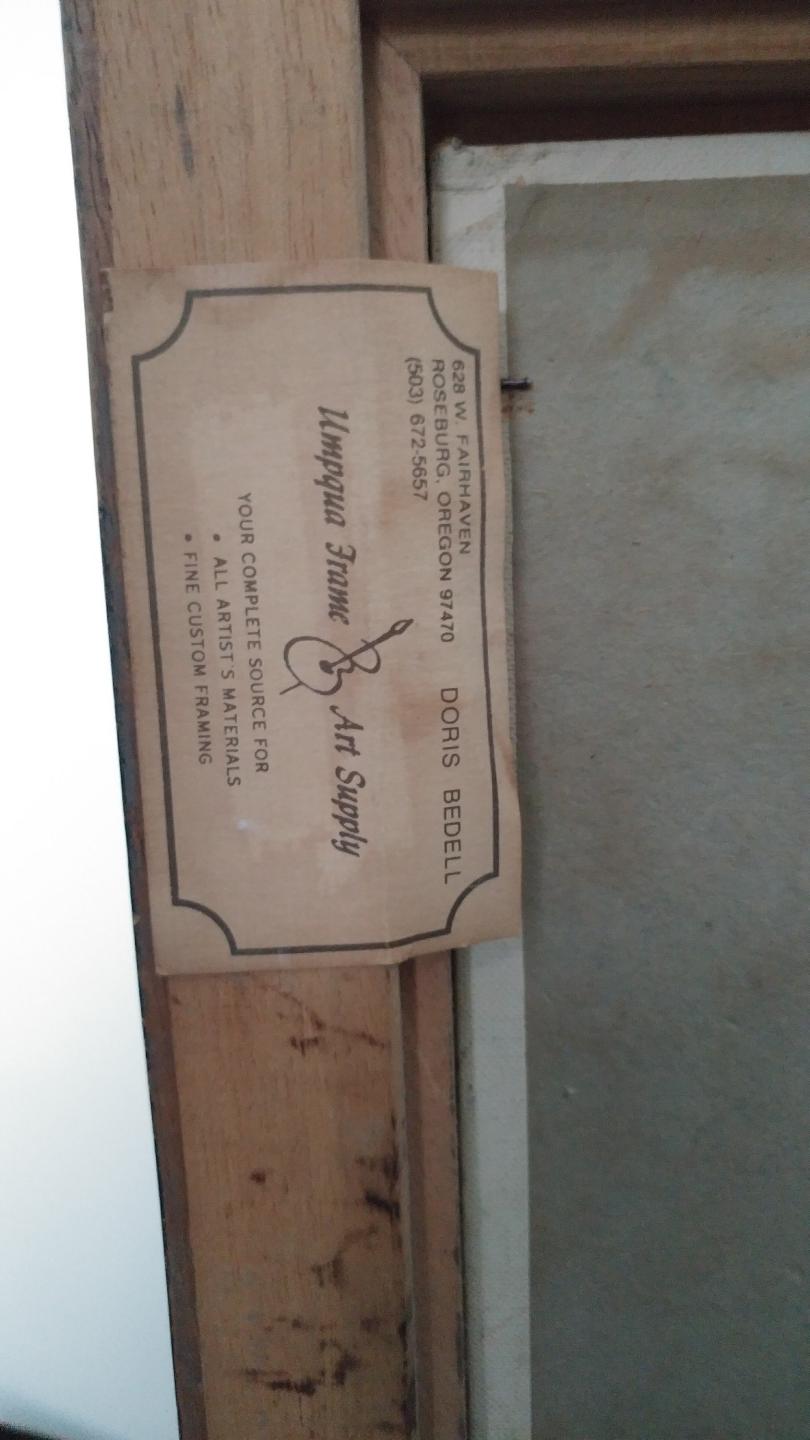 628 W. FAIRHAVEN
ROSEBURG, OREGON 97470 DORIS BEDELL
(503) 672-5657
Umpqua Frame & Art Supply
YOUR COMPLETE SOURCE FOR
• ALL ARTIST'S MATERIALS
• FINE CUSTOM FRAMING